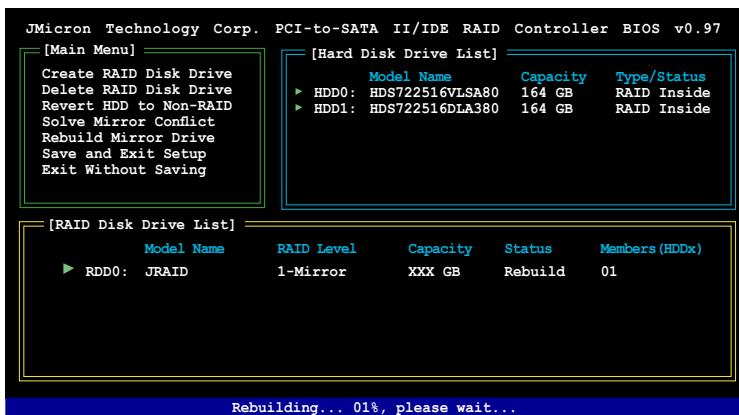 JMicron Technology Corp. PCI-to-SATA II/IDE RAID Controller BIOS v0.97
[Main Menu]
Create RAID Disk Drive
Delete RAID Disk Drive
Revert HDD to Non-RAID
Solve Mirror Conflict
Rebuild Mirror Drive
Save and Exit Setup
Exit Without Saving
[Hard Disk Drive List]
Model Name Capacity Type/Status
HDD0: HDS722516VLSA80 164 GB RAID Inside
HDD1: HDS722516DLA380 164 GB RAID Inside
[RAID Disk Drive List]
Model Name RAID Level Capacity Status Members(HDDx)
RDD0: JRAID 1-Mirror XXX GB Rebuild 01
Rebuilding... 01%, please wait...